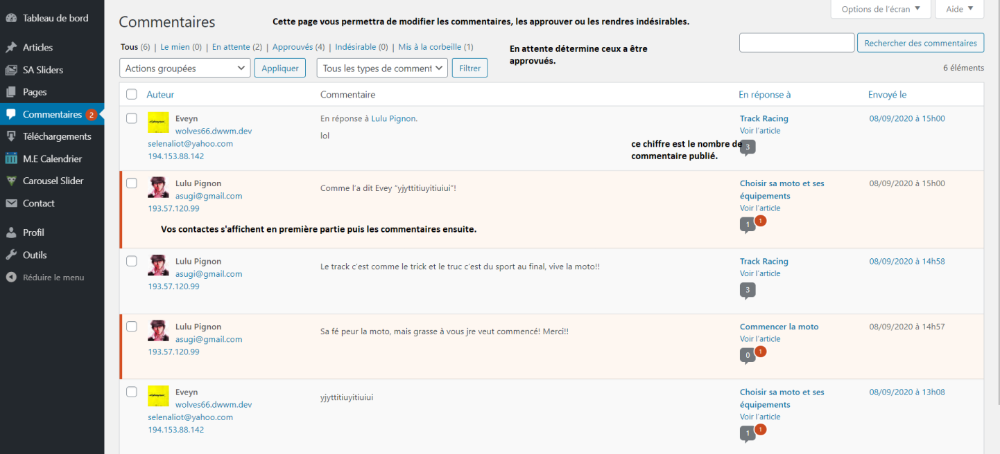 Options de l'écran
Aide
Tableau de bord
Articles
SA Sliders
Pages
Commentaires 2
Téléchargements
M.E Calendrier
Carousel Slider
Contact
Profil
Outils
Réduire le menu
Commentaires
Cette page vous permettra de modifier les commentaires, les approuver ou les rendres indésirables.
Tous (6) | Le mien (0) | En attente (2) | Approuvés (4) | Indésirable (0) | Mis à la corbeille (1)
En attente détermine ceux a être
approuvés.
Rechercher des commentaires
Actions groupées
Appliquer
Tous les types de comment
Filtrer
6 éléments
Auteur
Commentaire
En réponse à
Envoyé le
Eveyn
wolves66.dwwm.dev
selenaliot@yahoo.com
194.153.88.142
En réponse à Lulu Pignon.
lol
ce chiffre est le nombre de
commentaire publié.
Track Racing
Voir l'article
3
08/09/2020 à 15h00
Lulu Pignon
asugi@gmail.com
193.57.120.99
Comme l'a dit Evey "yjyttitiuyitiuiui"!
Vos contactes s'affichent en première partie puis les commentaires ensuite.
Choisir sa moto et ses
équipements
Voir l'article
1 1
08/09/2020 à 15h00
Lulu Pignon
asugi@gmail.com
193.57.120.99
Le track c'est comme le trick et le truc c'est du sport au final, vive la moto!!
Track Racing
Voir l'article
3
08/09/2020 à 14h58
Lulu Pignon
asugi@gmail.com
193.57.120.99
Sa fé peur la moto, mais grasse à vous jre veut commencé! Merci!!
Commencer la moto
Voir l'article
0 1
08/09/2020 à 14h57
Eveyn
wolves66.dwwm.dev
selenaliot@yahoo.com
194.153.88.142
yjyttitiuyitiuiui
Choisir sa moto et ses
équipements
Voir l'article
1 1
08/09/2020 à 13h08